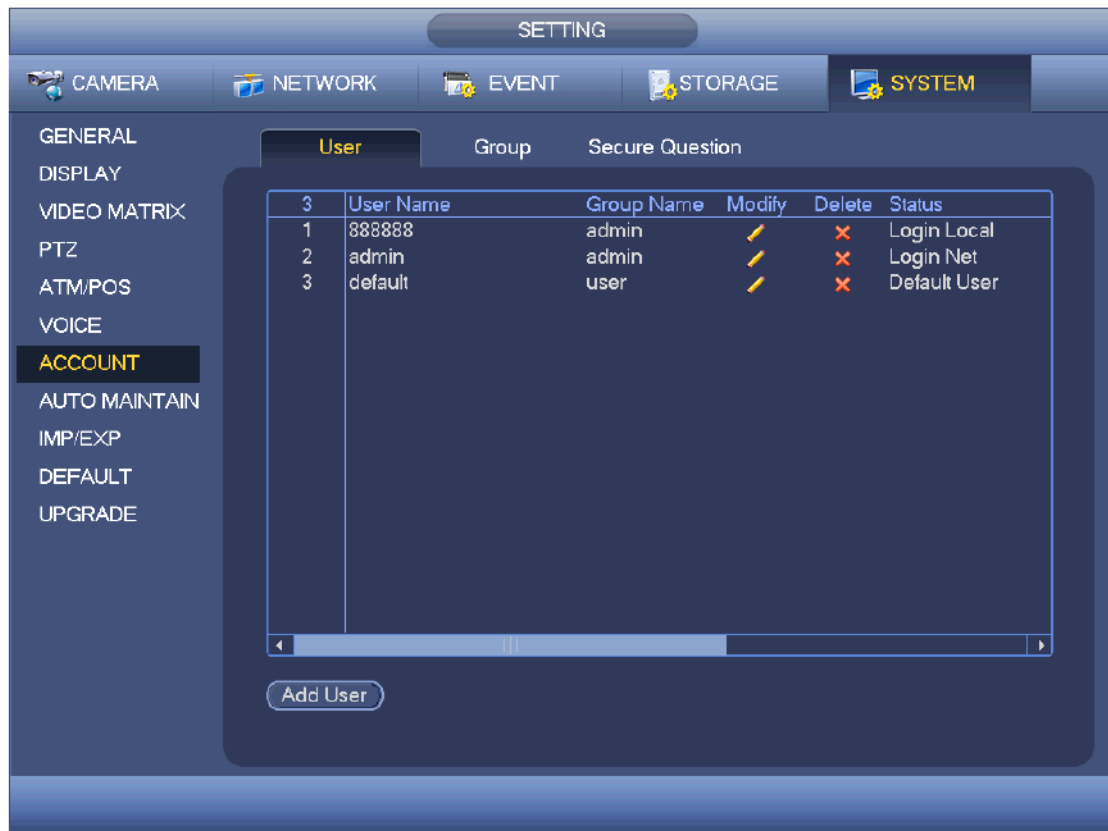 SETTING
CAMERA NETWORK EVENT STORAGE SYSTEM
GENERAL
DISPLAY
VIDEO MATRIX
PTZ
ATM/POS
VOICE
ACCOUNT
AUTO MAINTAIN
IMP/EXP
DEFAULT
UPGRADE
User Group Secure Question
3 User Name Group Name Modify Delete Status
1 888888 admin Login Local
2 admin admin Login Net
3 default user Default User
Add User